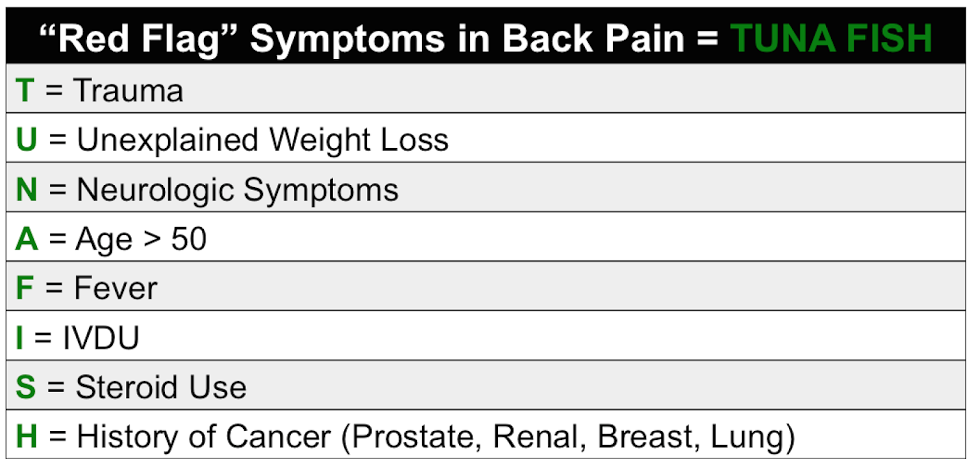 “Red Flag” Symptoms in Back Pain = TUNA FISH
T = Trauma
U = Unexplained Weight Loss
N = Neurologic Symptoms
A = Age > 50
F = Fever
I = IVDU
S = Steroid Use
H = History of Cancer (Prostate, Renal, Breast, Lung)